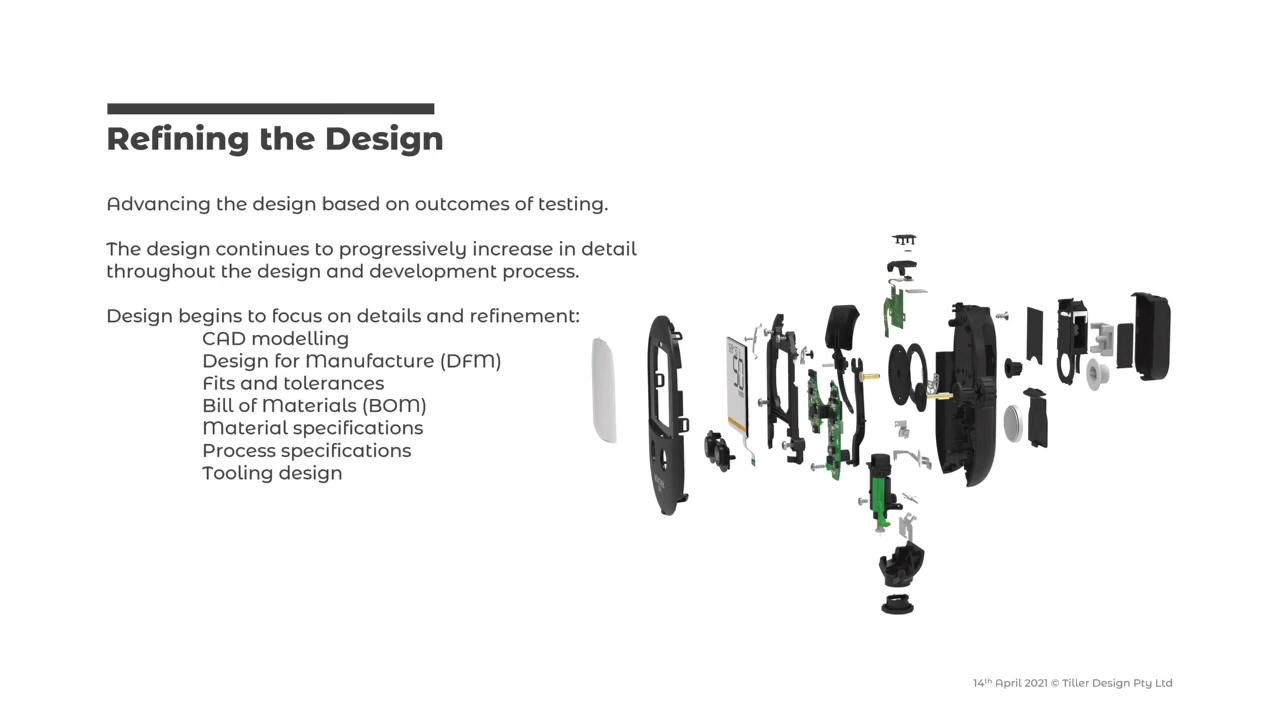 Refining the Design
Advancing the design based on outcomes of testing.
The design continues to progressively increase in detail
throughout the design and development process.
Design begins to focus on details and refinement:
CAD modelling
Design for Manufacture (DFM)
Fits and tolerances
Bill of Materials (BOM)
Material specifications
Process specifications
Tooling design
14th April 2021 © Tiller Design Pty Ltd